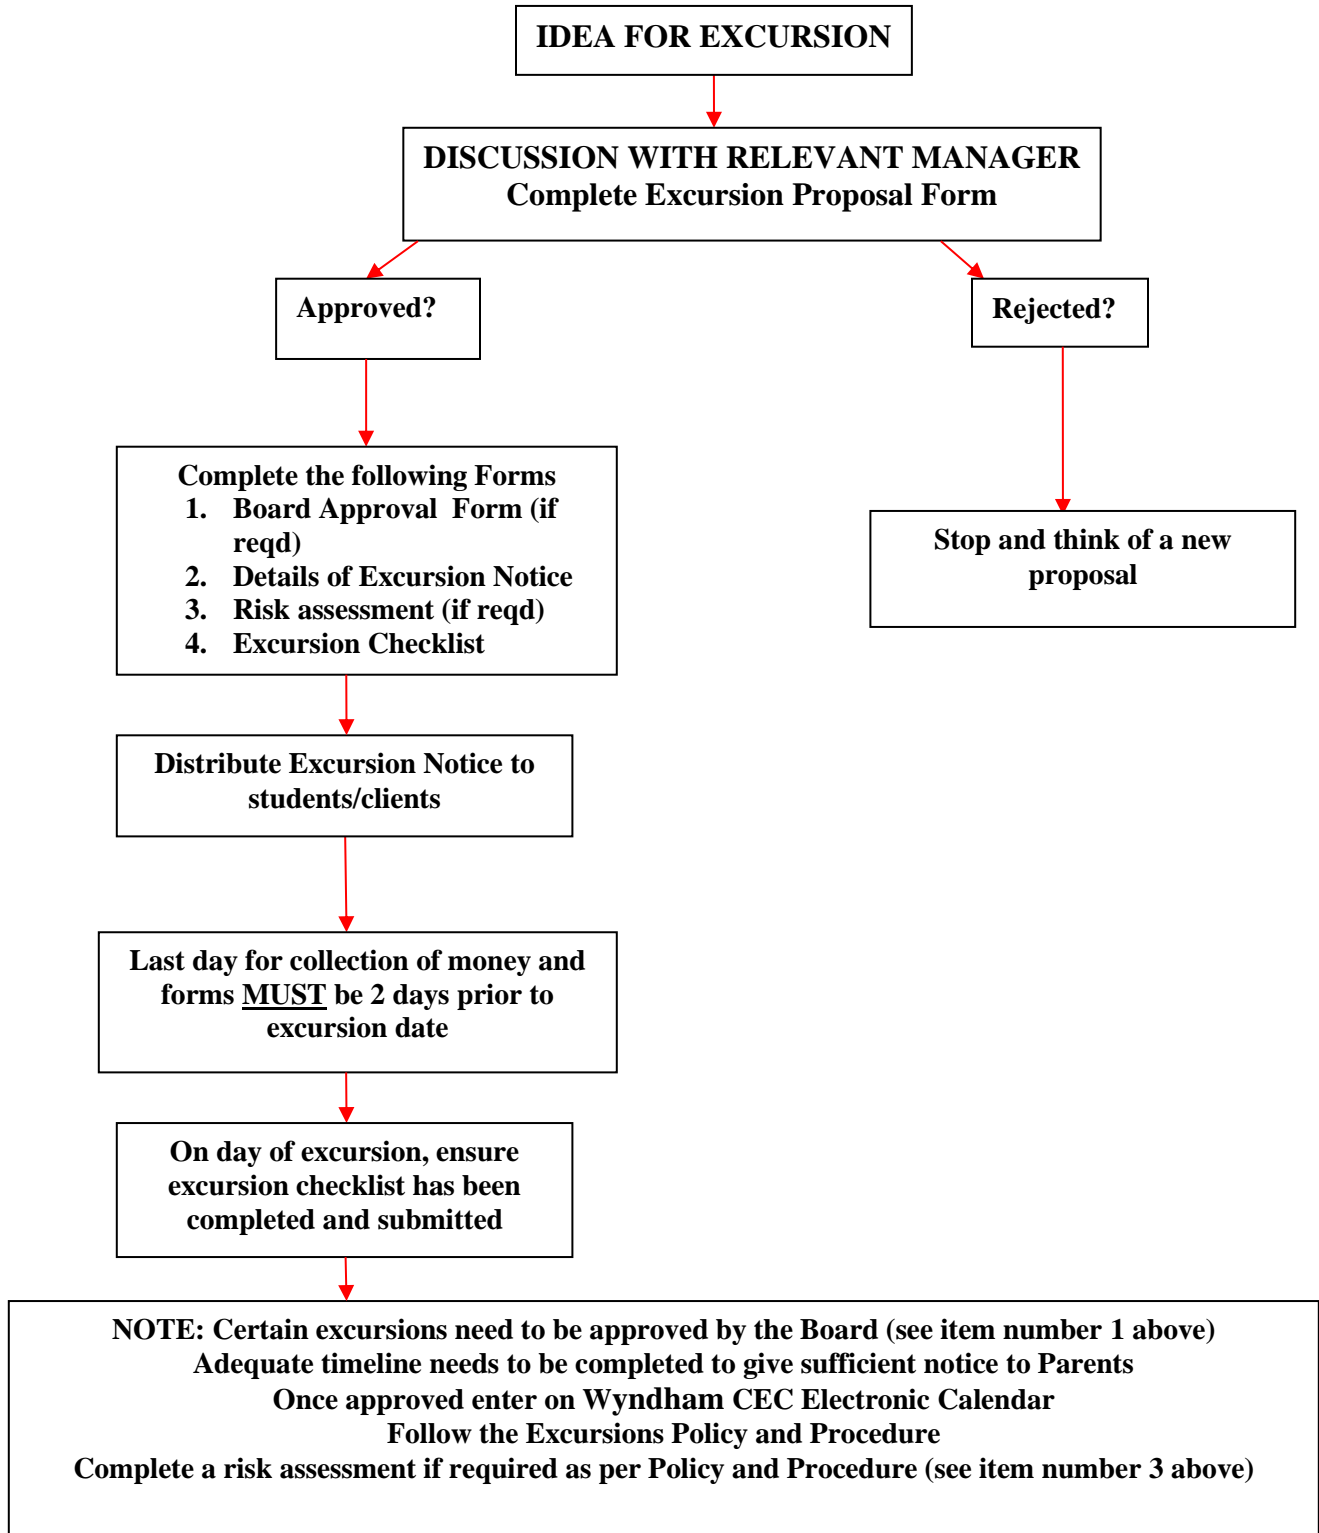 IDEA FOR EXCURSION
DISCUSSION WITH RELEVANT MANAGER
Complete Excursion Proposal Form
Approved?
Rejected?
Complete the following Forms
1. Board Approval  Form (if
reqd)
2. Details of Excursion Notice
3. Risk assessment (if reqd)
4. Excursion Checklist
Stop and think of a new
proposal
Distribute Excursion Notice to
students/clients
Last day for collection of money and
forms MUST be 2 days prior to
excursion date
On day of excursion, ensure
excursion checklist has been
completed and submitted
NOTE: Certain excursions need to be approved by the Board (see item number 1 above)
Adequate timeline needs to be completed to give sufficient notice to Parents
Once approved enter on Wyndham CEC Electronic Calendar
Follow the Excursions Policy and Procedure
Complete a risk assessment if required as per Policy and Procedure (see item number 3 above)